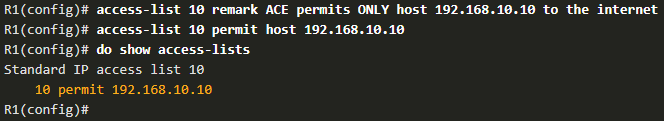 R1(config)# access-list 10 remark ACE permits ONLY host 192.168.10.10 to the internet
R1(config)# access-list 10 permit host 192.168.10.10
R1(config)# do show access-lists
Standard IP access list 10
    10 permit 192.168.10.10
R1(config)#